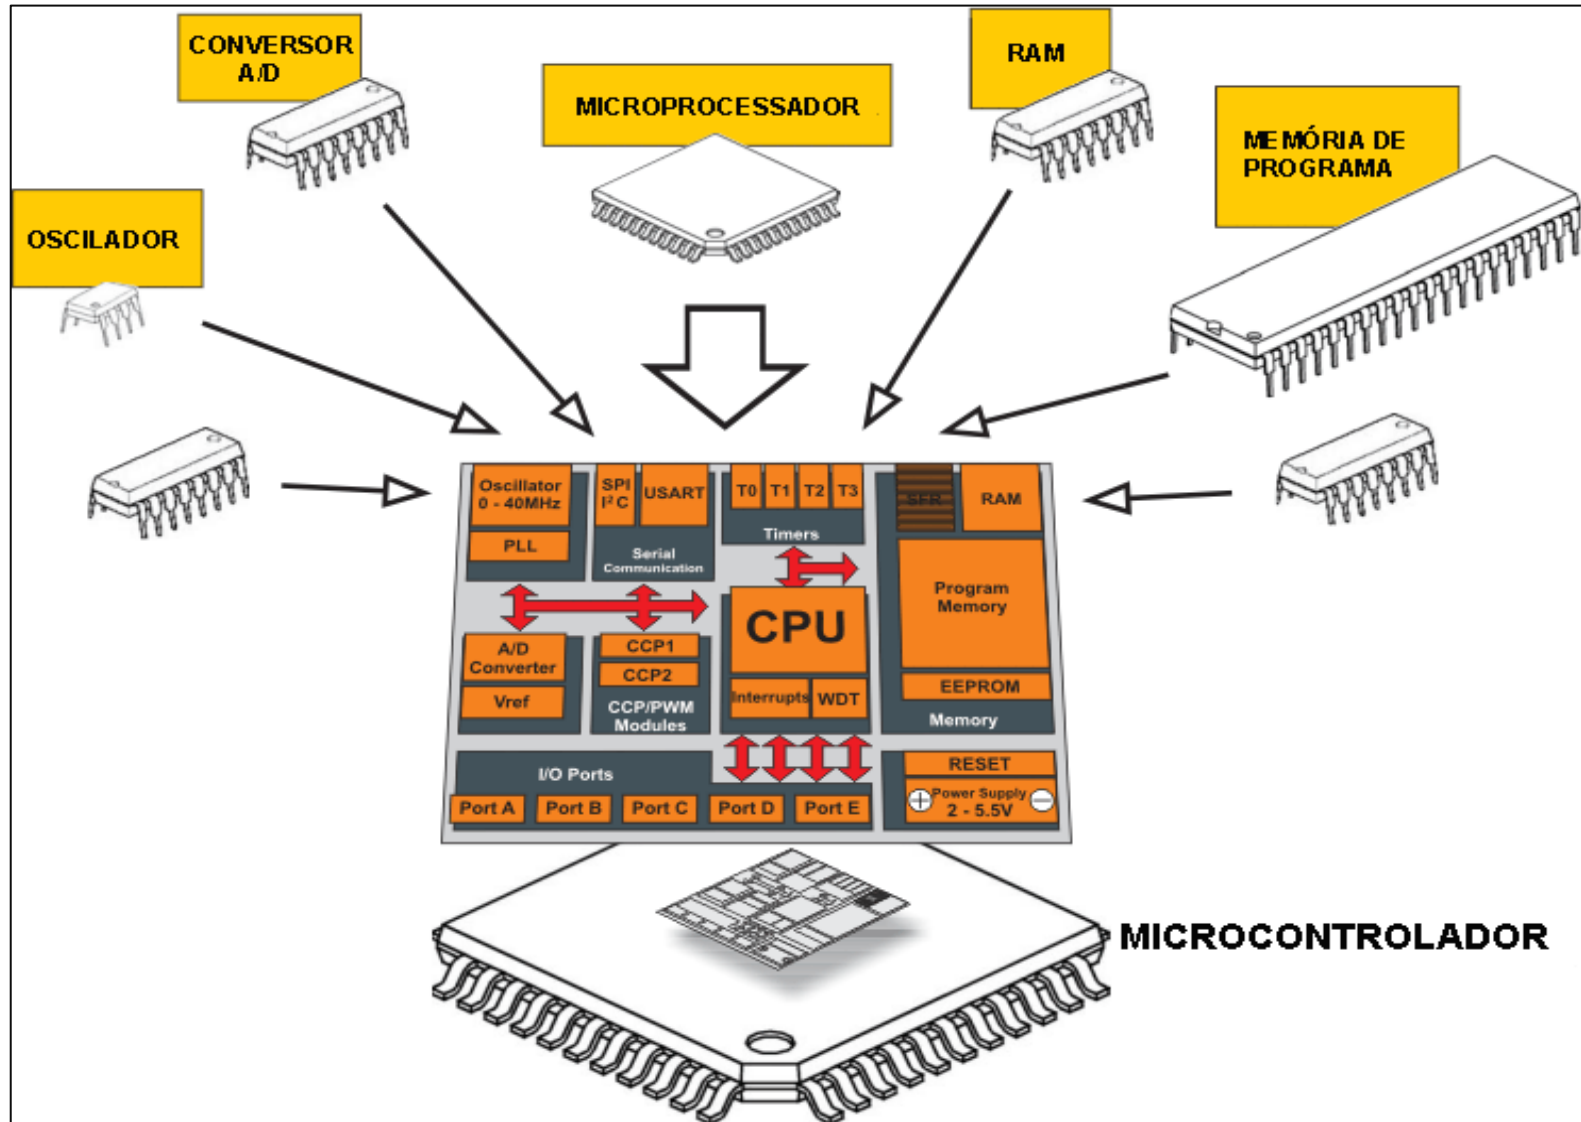 CONVERSOR
A/D
MICROPROCESSADOR
RAM
MEMÓRIA DE
PROGRAMA
OSCILADOR
Oscillator
0 - 40MHz
PLL
SPI
I²C
USART
Serial
Communication
T0 T1 T2 T3
Timers
SFR
RAM
Program
Memory
EEPROM
Memory
A/D
Converter
Vref
CCP1
CCP2
CCP/PWM
Modules
CPU
Interrupts
WDT
I/O Ports
Port A
Port B
Port C
Port D
Port E
RESET
+ Power Supply -
2 - 5.5V
MICROCONTROLADOR